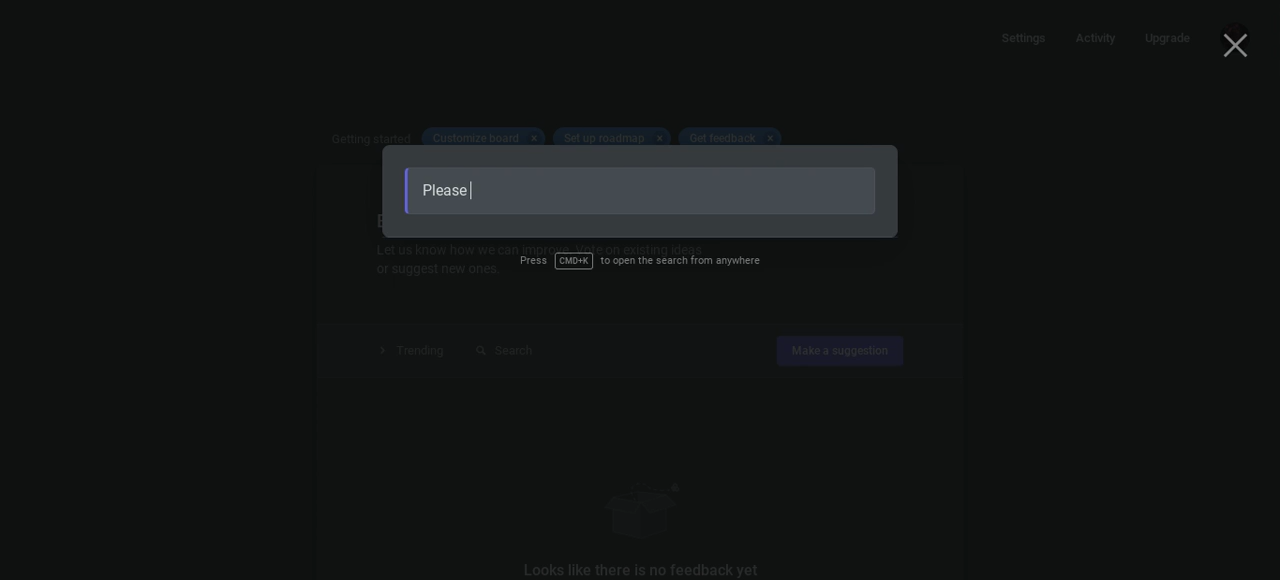 Settings Activity Upgrade
Getting started Customize board × Set up roadmap × Get feedback ×
Please
Let us know how we can improve. Vote on existing ideas
or suggest new ones.
Press CMD+K to open the search from anywhere
Trending Search Make a suggestion
Looks like there is no feedback yet